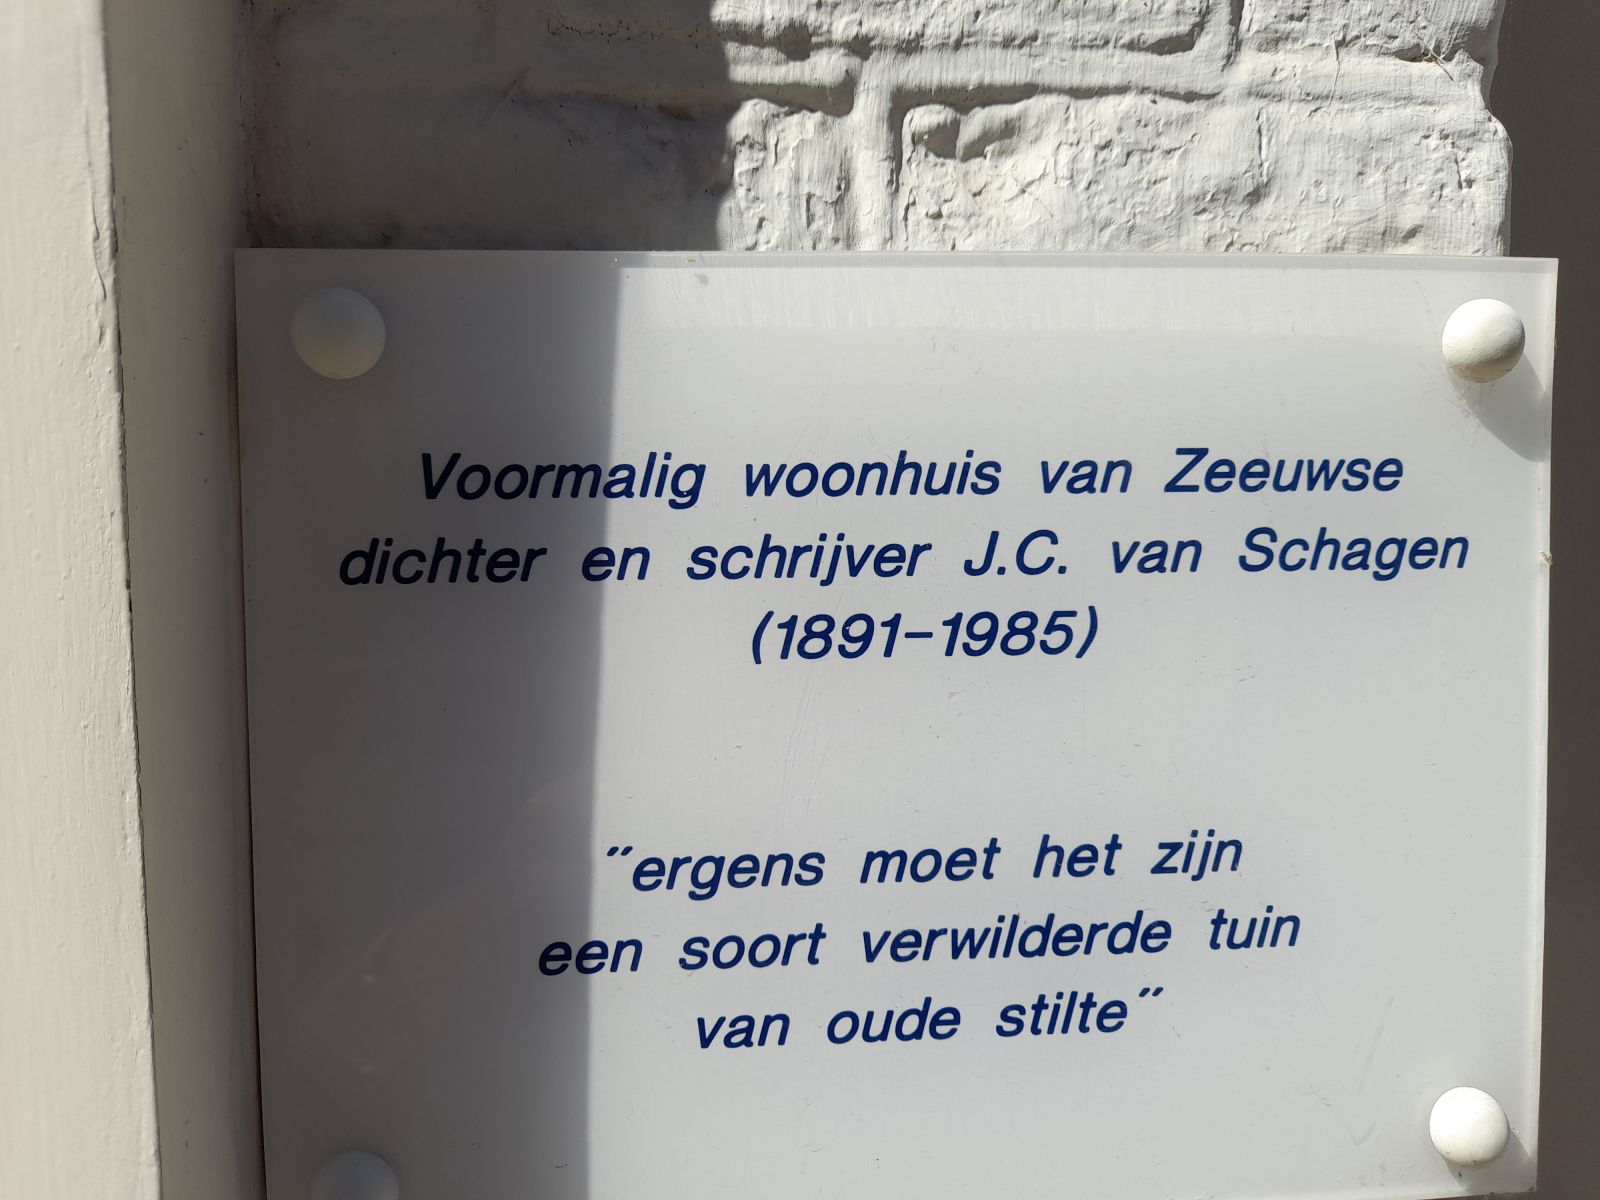 Voormalig woonhuis van Zeeuwse
dichter en schrijver J.C. van Schagen
(1891-1985)
˝ergens moet het zijn
een soort verwilderde tuin
van oude stilte˝